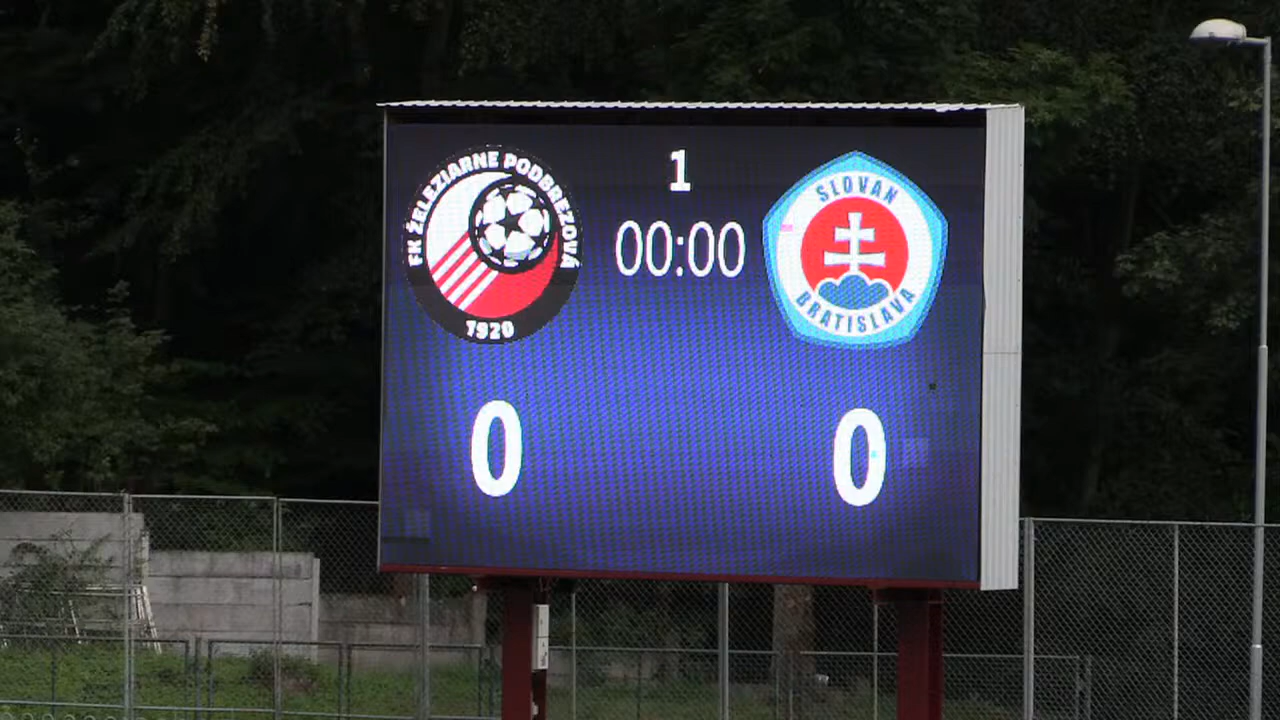 FK ŽELEZIARNE PODBREZOVÁ
1920
1
00:00
SLOVAN
BRATISLAVA
0
0